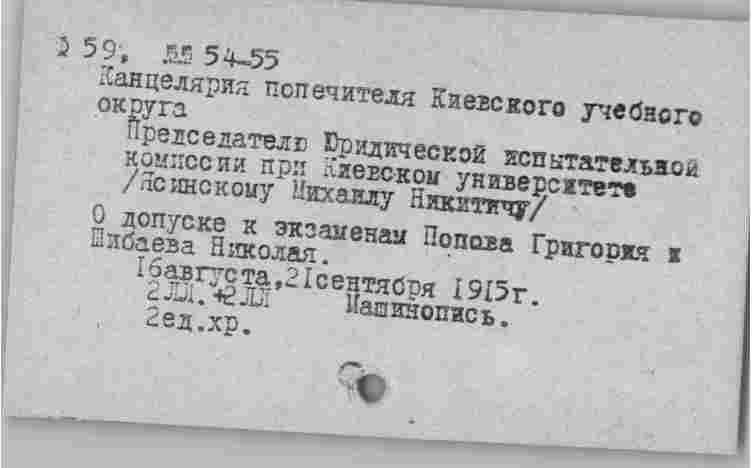 Ф 59, №№ 54-55
Канцелярия попечителя Киевского учебного
округа
Председателю Юридической испытательной
комиссии при Киевском университете
/Ясинскому Михаилу Никитичу/
О допуске к экзаменам Попова Григория и
Шибаева Николая.
16августа,21сентября 1915г.
2лл.+2лл Машинопись.
2ед.хр.